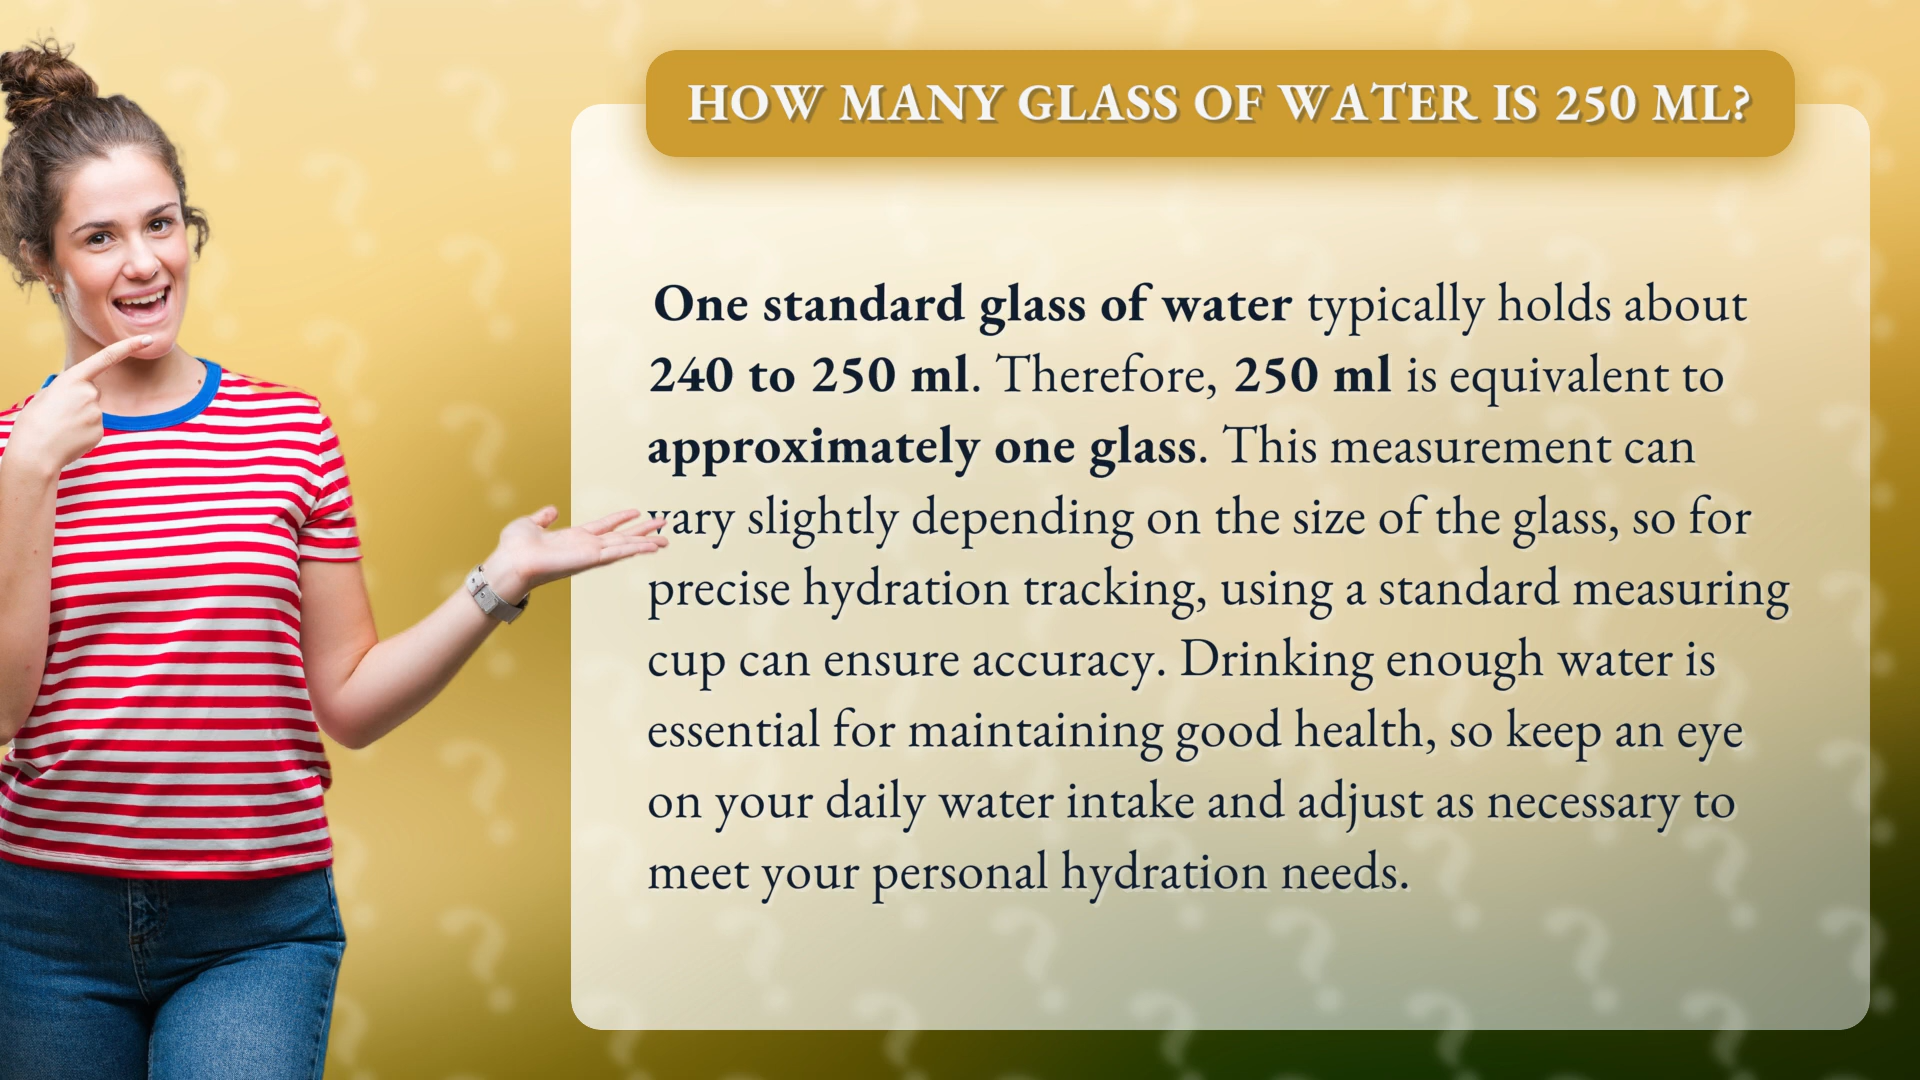 HOW MANY GLASS OF WATER IS 250 ML?
One standard glass of water typically holds about
240 to 250 ml. Therefore, 250 ml is equivalent to
approximately one glass. This measurement can
vary slightly depending on the size of the glass, so for
precise hydration tracking, using a standard measuring
cup can ensure accuracy. Drinking enough water is
essential for maintaining good health, so keep an eye
on your daily water intake and adjust as necessary to
meet your personal hydration needs.